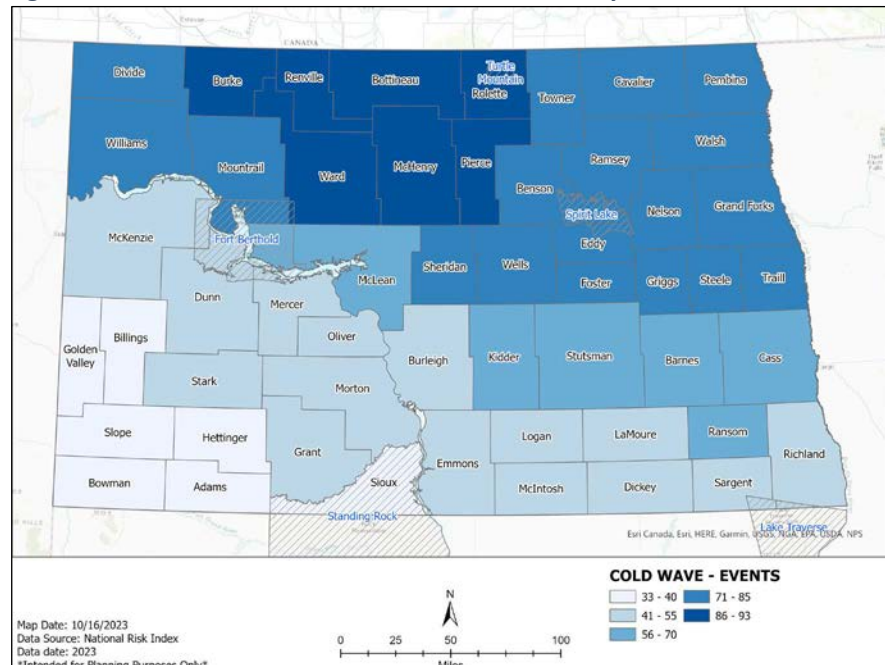 CANADA
Divide
Burke
Renville
Bottineau
Turtle
Mountain
Rolette
Towner
Cavalier
Pembina
Williams
Mountrail
Ward
McHenry
Pierce
Benson
Ramsey
Walsh
Spirit Lake
Nelson
Grand Forks
McKenzie
Fort Berthold
McLean
Sheridan
Wells
Eddy
Foster
Griggs
Steele
Traill
Dunn
Mercer
Oliver
Golden
Valley
Billings
Stark
Morton
Burleigh
Kidder
Stutsman
Barnes
Cass
Slope
Hettinger
Grant
Sioux
Emmons
Logan
LaMoure
Ransom
Richland
Bowman
Adams
Standing Rock
McIntosh
Dickey
Sargent
Lake Traverse
Esri Canada, Esri, HERE, Garmin, USGS, NGA, EPA, USDA, NPS
COLD WAVE - EVENTS
33 - 40
41 - 55
56 - 70
71 - 85
86 - 93
N
0 25 50 100
Miles
Map Date: 10/16/2023
Data Source: National Risk Index
Data date: 2023
*Intended for Planning Purposes Only*